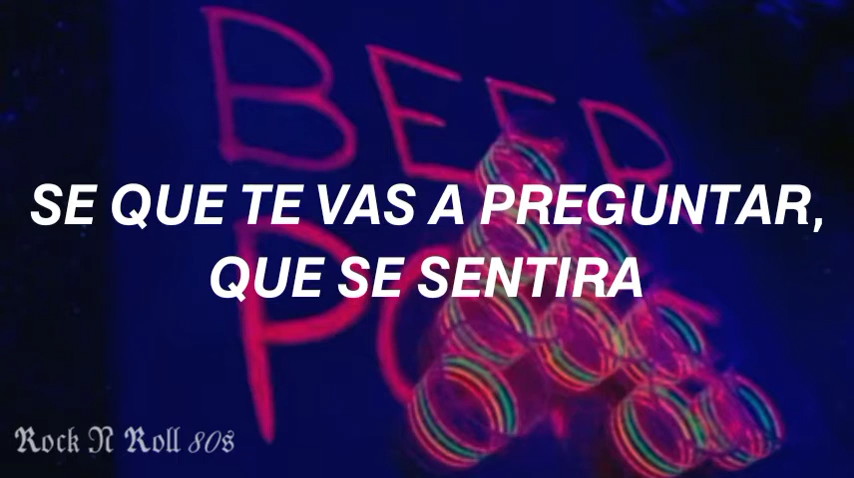 BEER
SE QUE TE VAS A PREGUNTAR,
QUE SE SENTIRA
Rock N Roll 80s